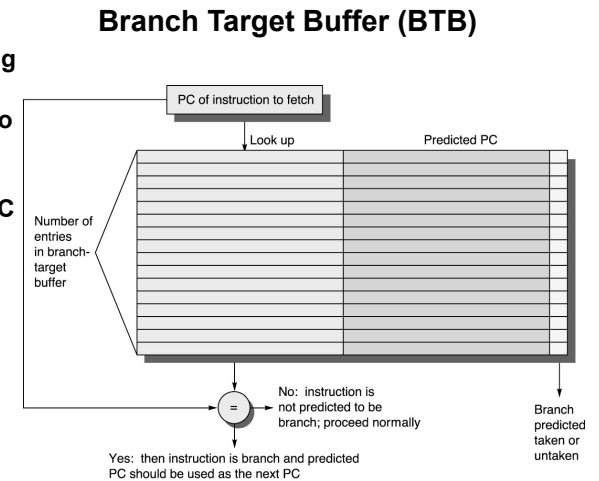 Branch Target Buffer (BTB)
g
o
C
PC of instruction to fetch
Look up
Predicted PC
Number of
entries
in branch-
target
buffer
=
No: instruction is
not predicted to be
branch; proceed normally
Branch
predicted
taken or
untaken
Yes: then instruction is branch and predicted
PC should be used as the next PC